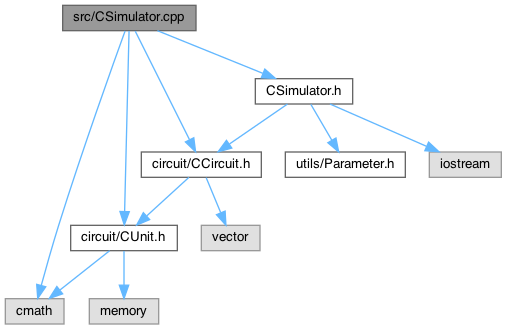 src/CSimulator.cpp
CSimulator.h
circuit/CCircuit.h
utils/Parameter.h
iostream
circuit/CUnit.h
vector
cmath
memory